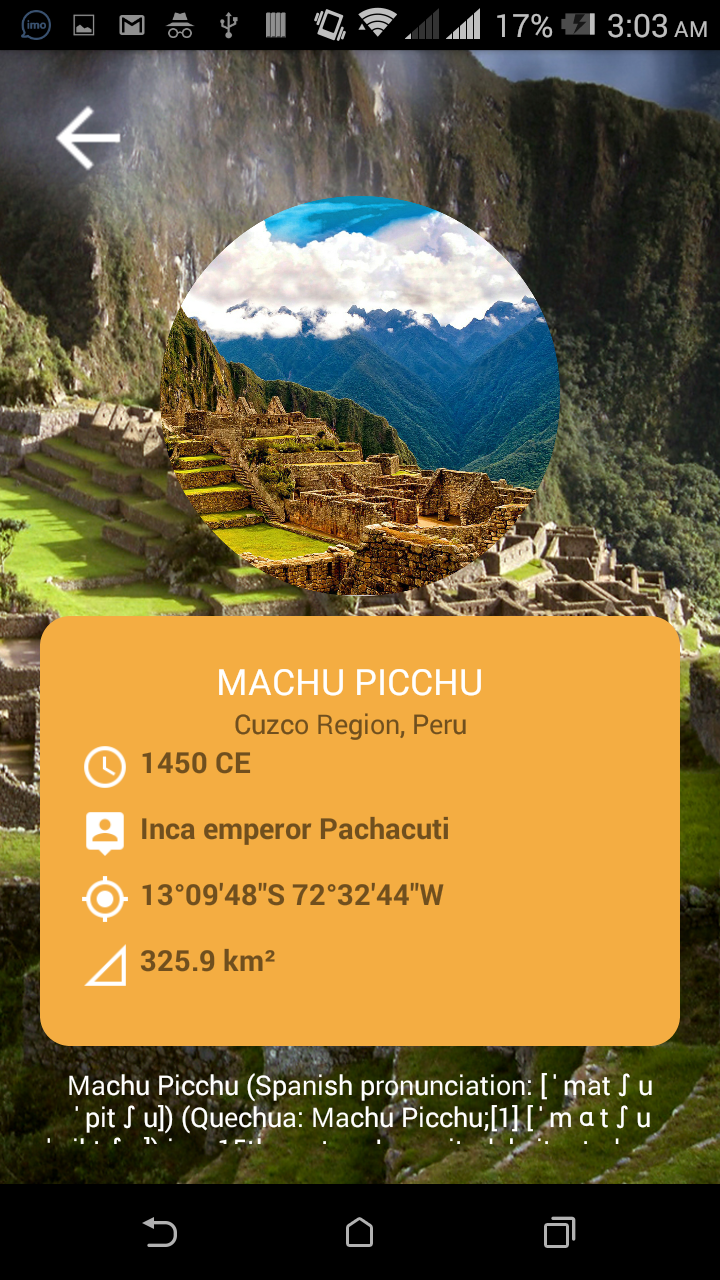 imo 17% 3:03 AM
MACHU PICCHU
Cuzco Region, Peru
1450 CE
Inca emperor Pachacuti
13°09'48"S 72°32'44"W
325.9 km²
Machu Picchu (Spanish pronunciation: [ˈmatʃu
ˈpitʃu]) (Quechua: Machu Picchu;[1] [ˈmɑtʃu